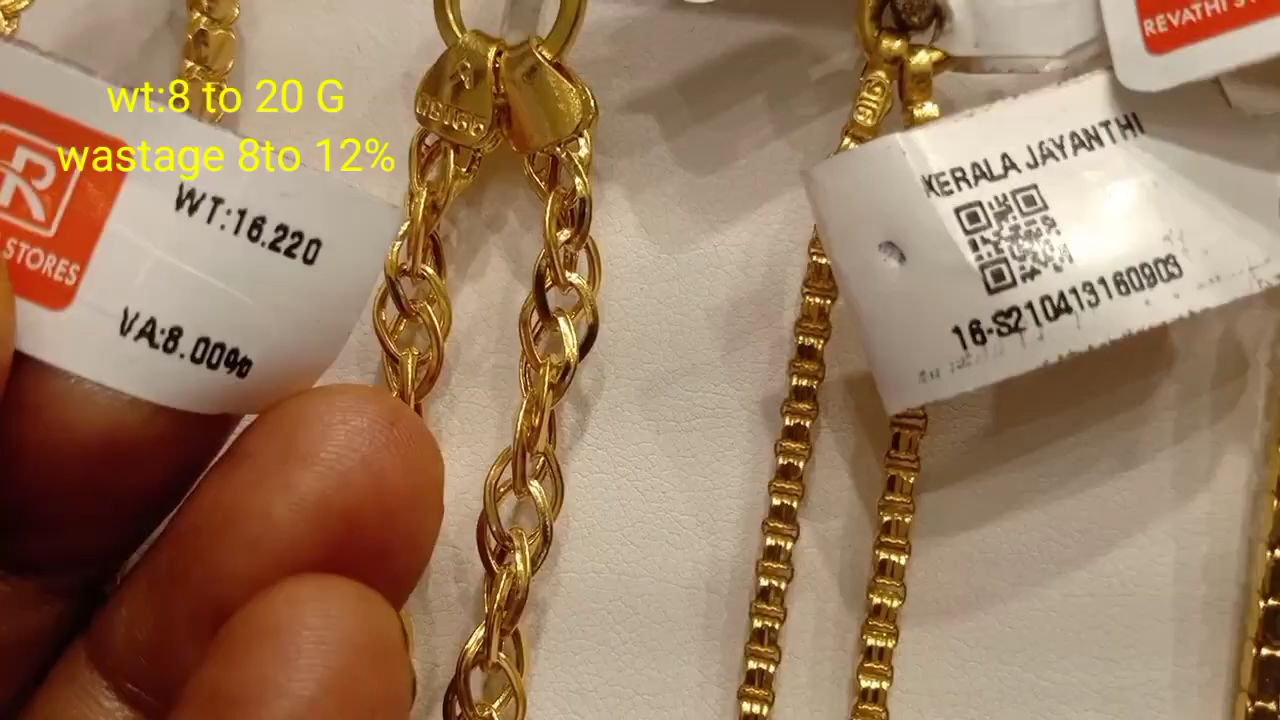 wt:8 to 20 G
wastage 8to 12%
R
STORES
WT:16.220
VA:8.00%
916
KERALA JAYANTHI
16-S210413160903
REVATHI